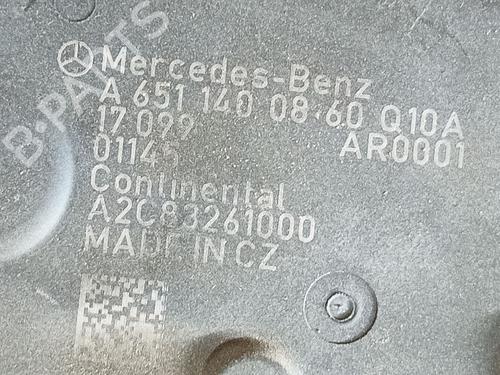 Mercedes-Benz
A 651 140 08 60 Q10A
17 099 AR0001
01145
Continental
A2C83261000
MADE IN CZ
B-PARTS